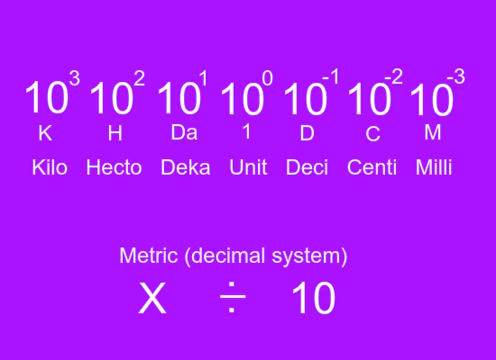 10³ 10² 10¹ 10⁰ 10⁻¹ 10⁻² 10⁻³
K H Da 1 D C M
Kilo Hecto Deka Unit Deci Centi Milli
Metric (decimal system)
X ÷ 10